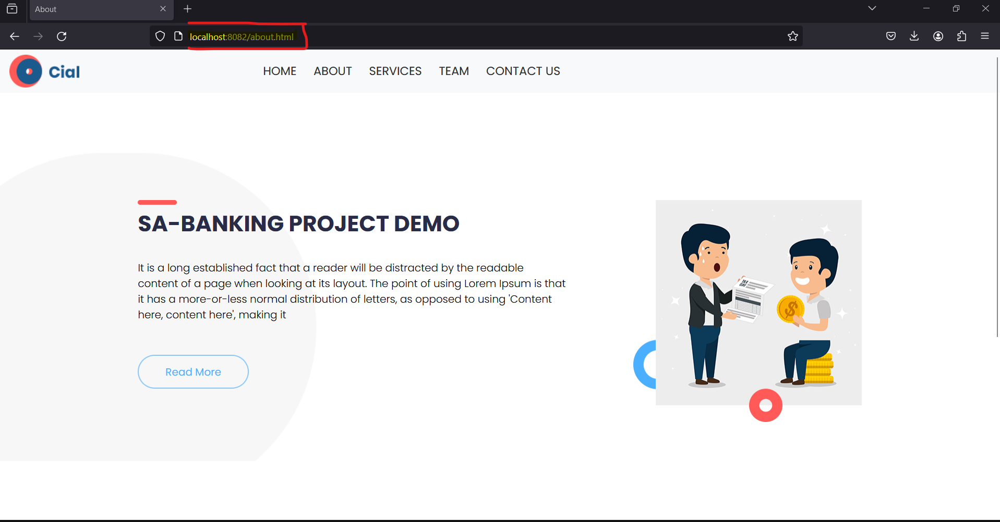 About
localhost:8082/about.html
Cial
HOME ABOUT SERVICES TEAM CONTACT US
SA-BANKING PROJECT DEMO
It is a long established fact that a reader will be distracted by the readable
content of a page when looking at its layout. The point of using Lorem Ipsum is that
it has a more-or-less normal distribution of letters, as opposed to using 'Content
here, content here', making it
Read More
TAX
DAY
$